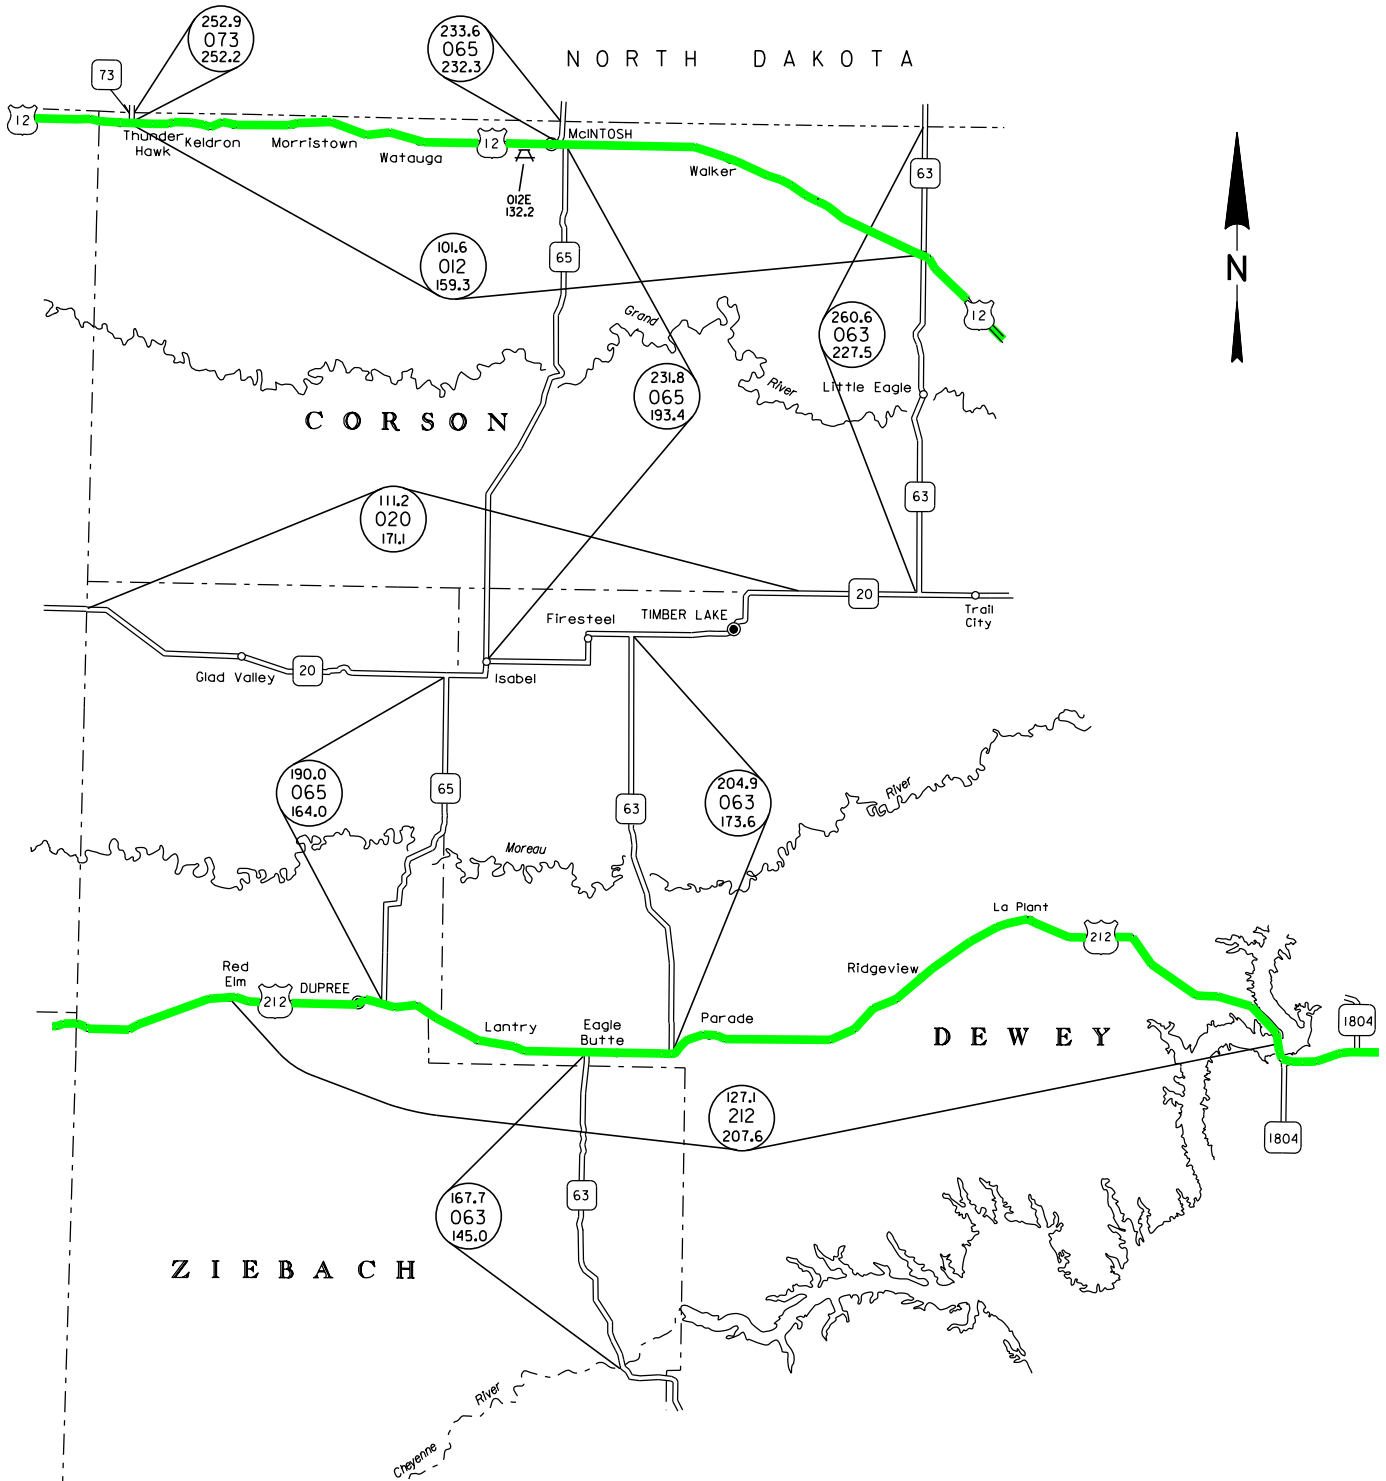 252.9
073
252.2
233.6
065
232.3
NORTH DAKOTA
73
12
Thunder
Hawk
Keldron
Morristown
Watauga
12
McINTOSH
012E
132.2
Walker
63
N
101.6
012
159.3
65
Grand
River
12
260.6
063
227.5
Little Eagle
231.8
065
193.4
CORSON
63
111.2
020
171.1
20
Trail
City
Firesteel
TIMBER LAKE
Glad Valley
20
Isabel
190.0
065
164.0
65
63
204.9
063
173.6
River
Moreau
La Plant
212
Red
Elm
212
DUPREE
Ridgeview
Lantry
Eagle
Butte
Parade
DEWEY
1804
127.1
212
207.6
1804
167.7
063
145.0
63
ZIEBACH
River
Cheyenne